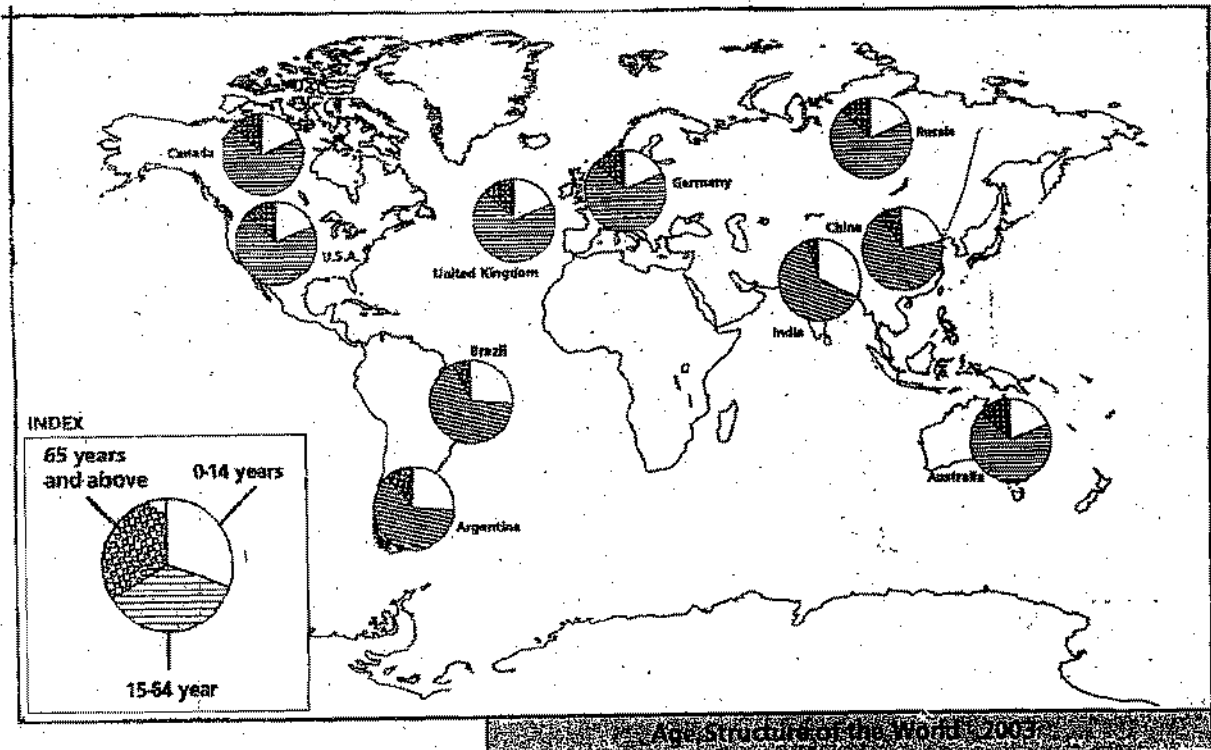 Canada
U.S.A.
United Kingdom
Germany
Russia
China
India
Brazil
Argentina
Australia
INDEX
65 years
and above
0-14 years
15-64 year
Age Structure of the World 2003